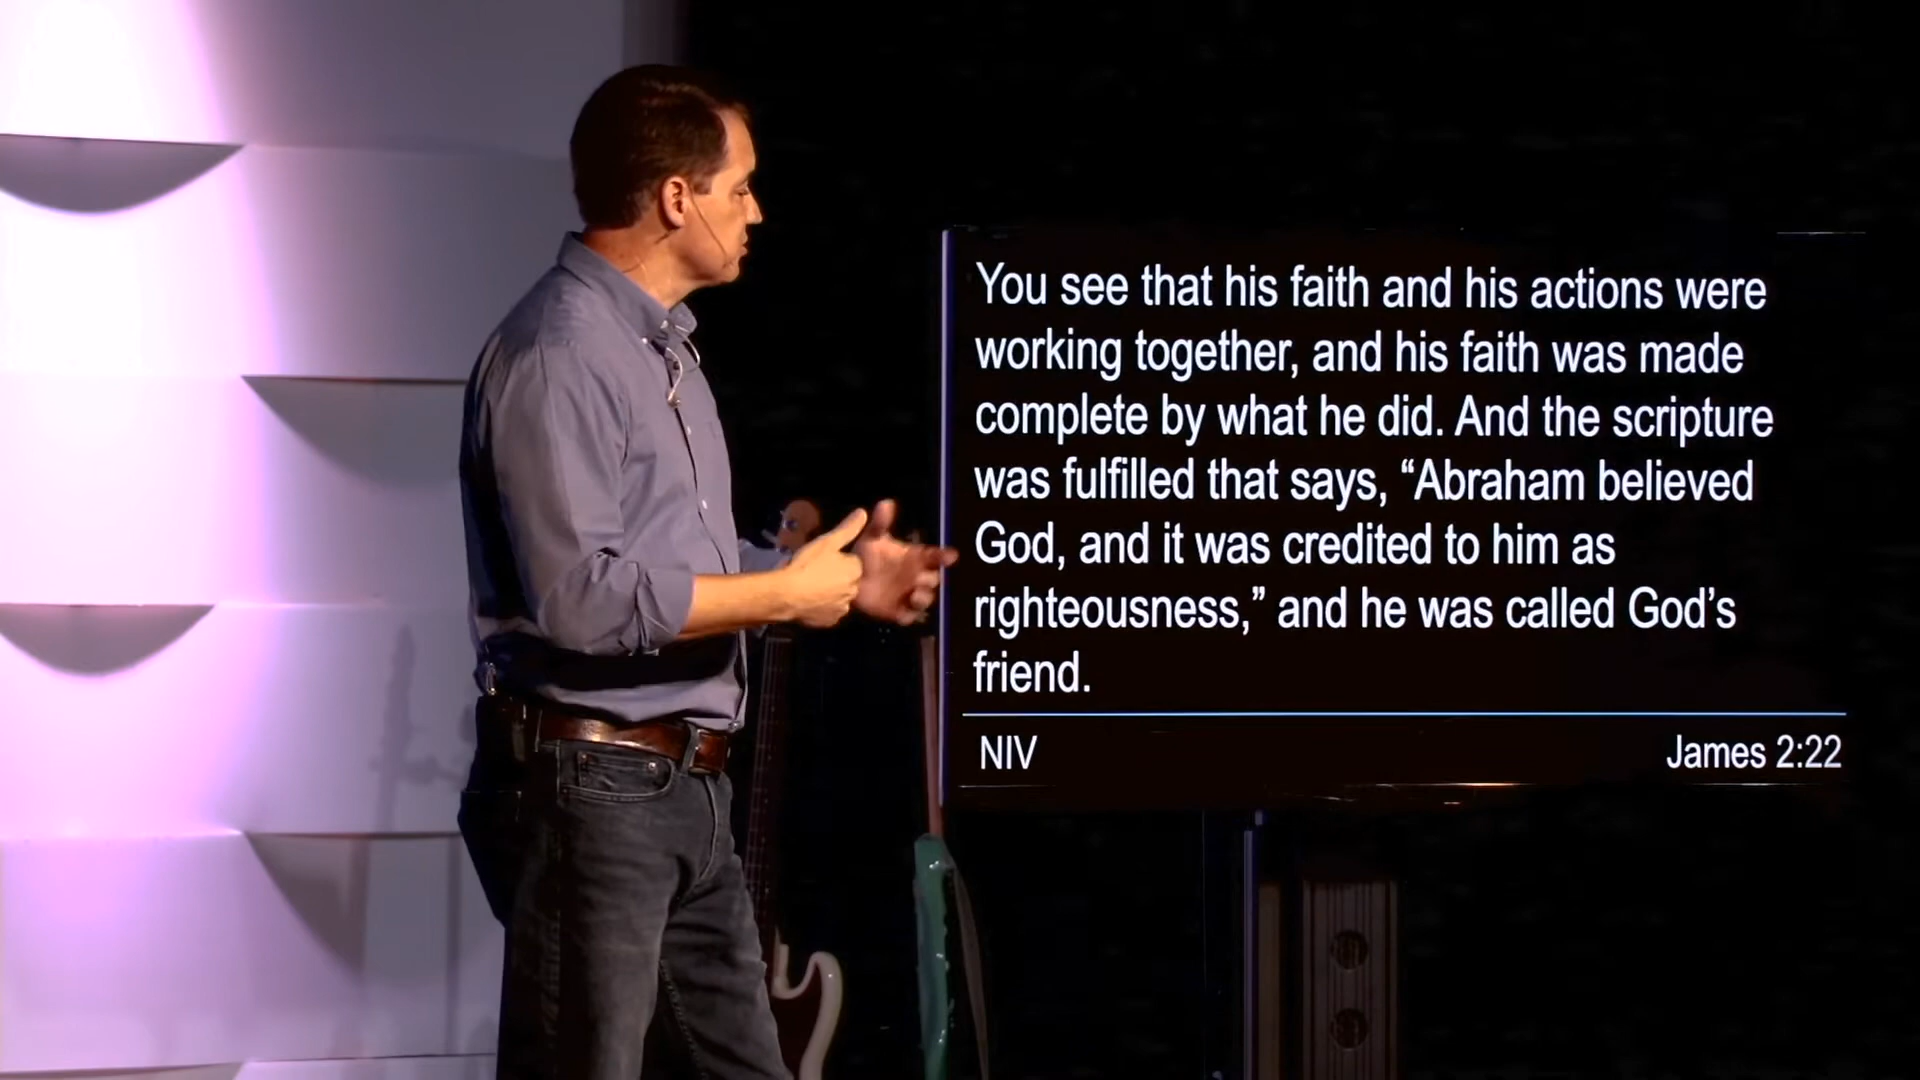 You see that his faith and his actions were
working together, and his faith was made
complete by what he did. And the scripture
was fulfilled that says, “Abraham believed
God, and it was credited to him as
righteousness,” and he was called God’s
friend.
NIV
James 2:22